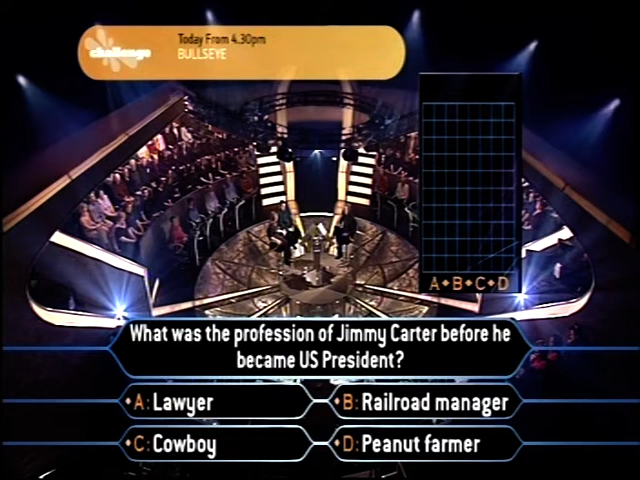 challenge
Today From 4.30pm
BULLSEYE
A◆B◆C◆D
What was the profession of Jimmy Carter before he
became US President?
◆A: Lawyer
◆B: Railroad manager
◆C: Cowboy
◆D: Peanut farmer